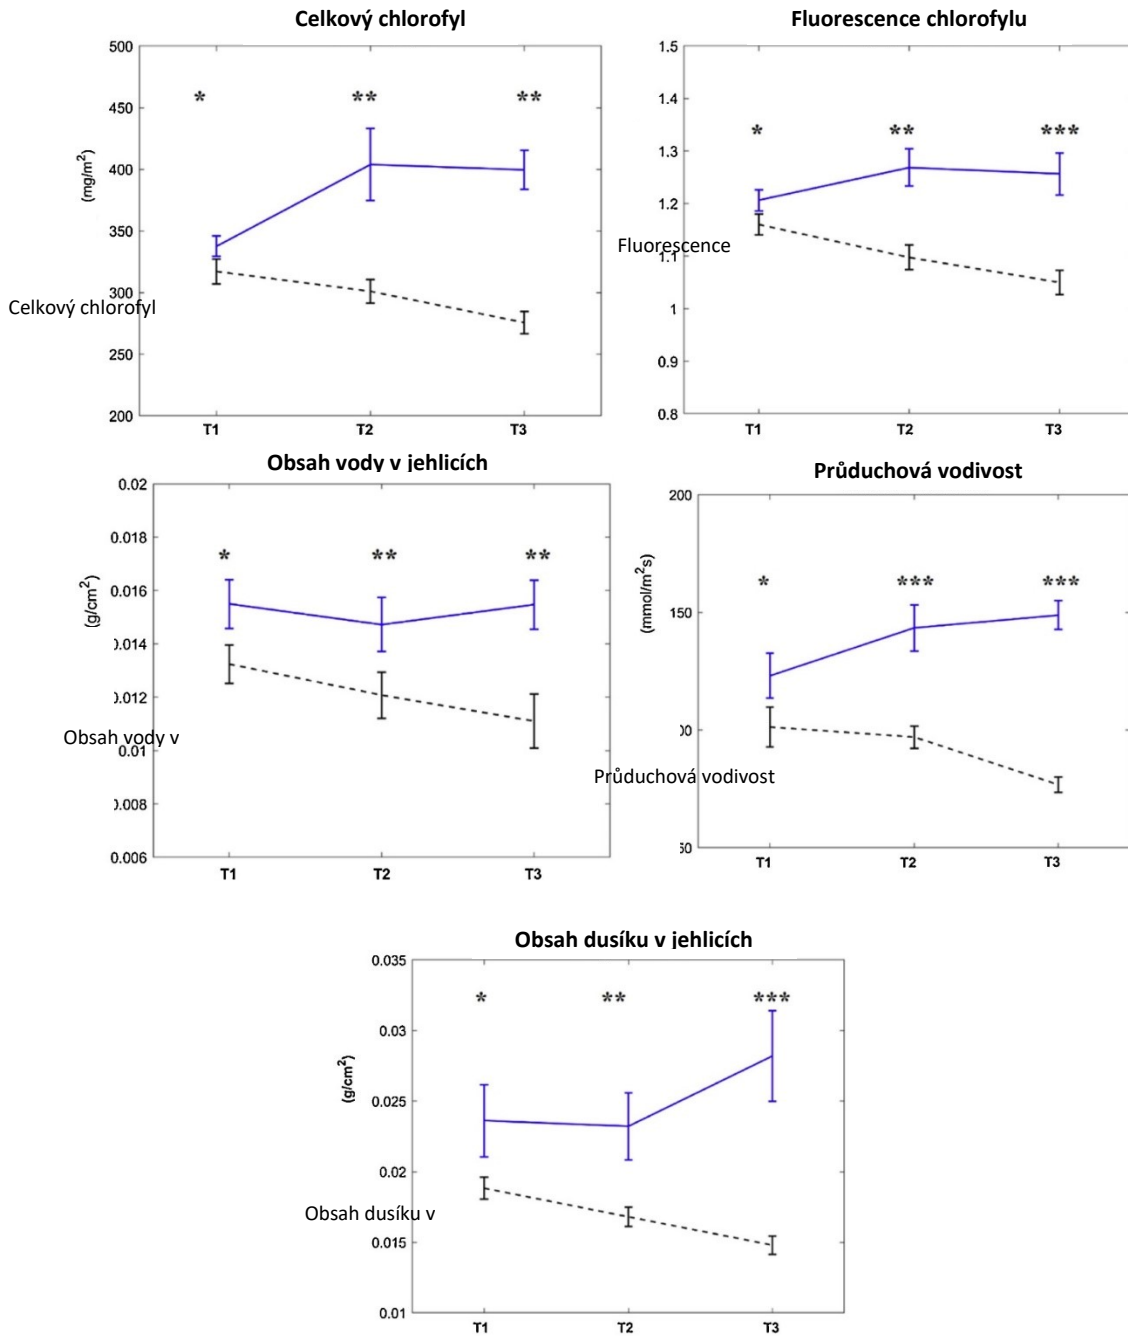 Celkový chlorofyl
500
*
**
**
450
400
350
300
250
200
(mg/m²)
Celkový chlorofyl
T1
T2
T3
Fluorescence chlorofylu
1.5
1.4
*
**
***
1.3
1.2
Fluorescence
1.1
1
0.9
0.8
T1
T2
T3
Obsah vody v jehlicích
0.02
0.018
*
**
**
0.016
(g/cm²)
0.014
0.012
Obsah vody v
0.01
0.008
0.006
T1
T2
T3
Průduchová vodivost
200
*
***
***
150
(mmol/m²s)
Průduchová vodivost
T1
T2
T3
Obsah dusíku v jehlicích
0.035
*
**
***
0.03
(g/cm²)
0.025
0.02
Obsah dusíku v
0.015
0.01
T1
T2
T3